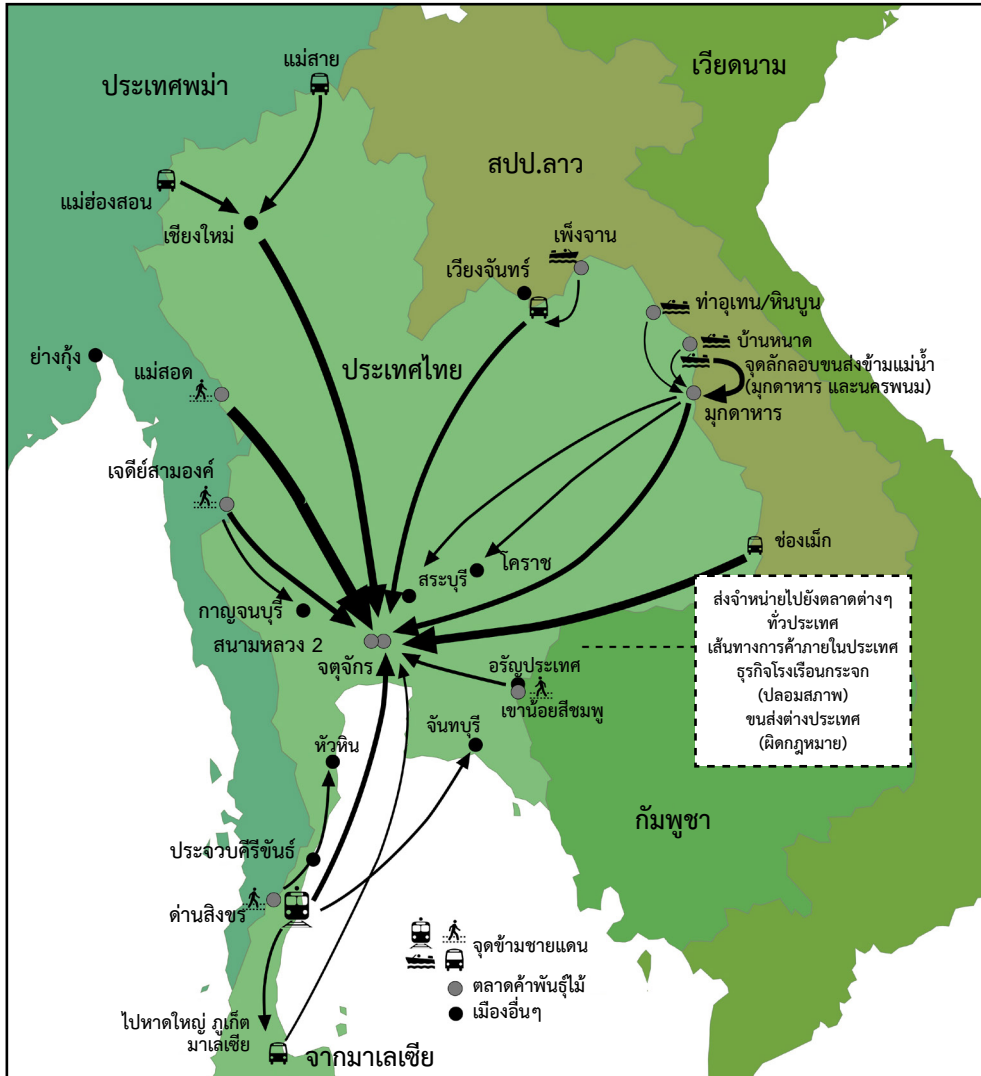 แม่สาย
เวียดนาม
ประเทศพม่า
สปป.ลาว
แม่ฮ่องสอน
เชียงใหม่
เพ็งจาน
เวียงจันทร์
ท่าอุเทน/หินบูน
บ้านหนาด
จุดลักลอบขนส่งข้ามแม่น้ำ
(มุกดาหาร และนครพนม)
มุกดาหาร
ย่างกุ้ง
ประเทศไทย
แม่สอด
เจดีย์สามองค์
ช่องเม็ก
โคราช
สระบุรี
กาญจนบุรี
สนามหลวง 2
จตุจักร
ส่งจำหน่ายไปยังตลาดต่างๆ
ทั่วประเทศ
เส้นทางการค้าภายในประเทศ
ธุรกิจโรงเรือนกระจก
(ปลอมสภาพ)
ขนส่งต่างประเทศ
(ผิดกฎหมาย)
อรัญประเทศ
เขาน้อยสีชมพู
จันทบุรี
หัวหิน
กัมพูชา
ประจวบคีรีขันธ์
ด่านสิงขร
จุดข้ามชายแดน
ตลาดค้าพันธุ์ไม้
เมืองอื่นๆ
ไปหาดใหญ่ ภูเก็ต
มาเลเซีย
จากมาเลเซีย